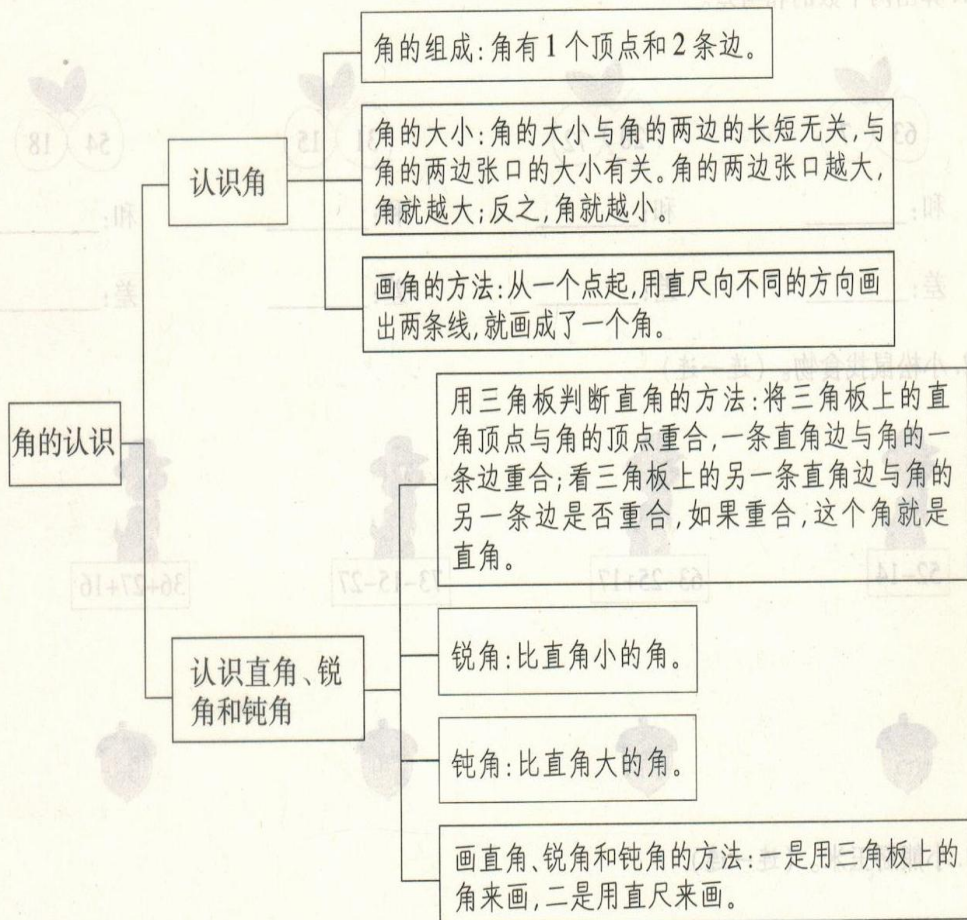 角的组成:角有1个顶点和2条边。
认识角
角的大小:角的大小与角的两边的长短无关,与
角的两边张口的大小有关。角的两边张口越大,
角就越大;反之,角就越小。
画角的方法:从一个点起,用直尺向不同的方向画
出两条线,就画成了一个角。
角的认识
用三角板判断直角的方法:将三角板上的直
角顶点与角的顶点重合,一条直角边与角的一
条边重合;看三角板上的另一条直角边与角的
另一条边是否重合,如果重合,这个角就是
直角。
认识直角、锐
角和钝角
锐角:比直角小的角。
钝角:比直角大的角。
画直角、锐角和钝角的方法:一是用三角板上的
角来画,二是用直尺来画。